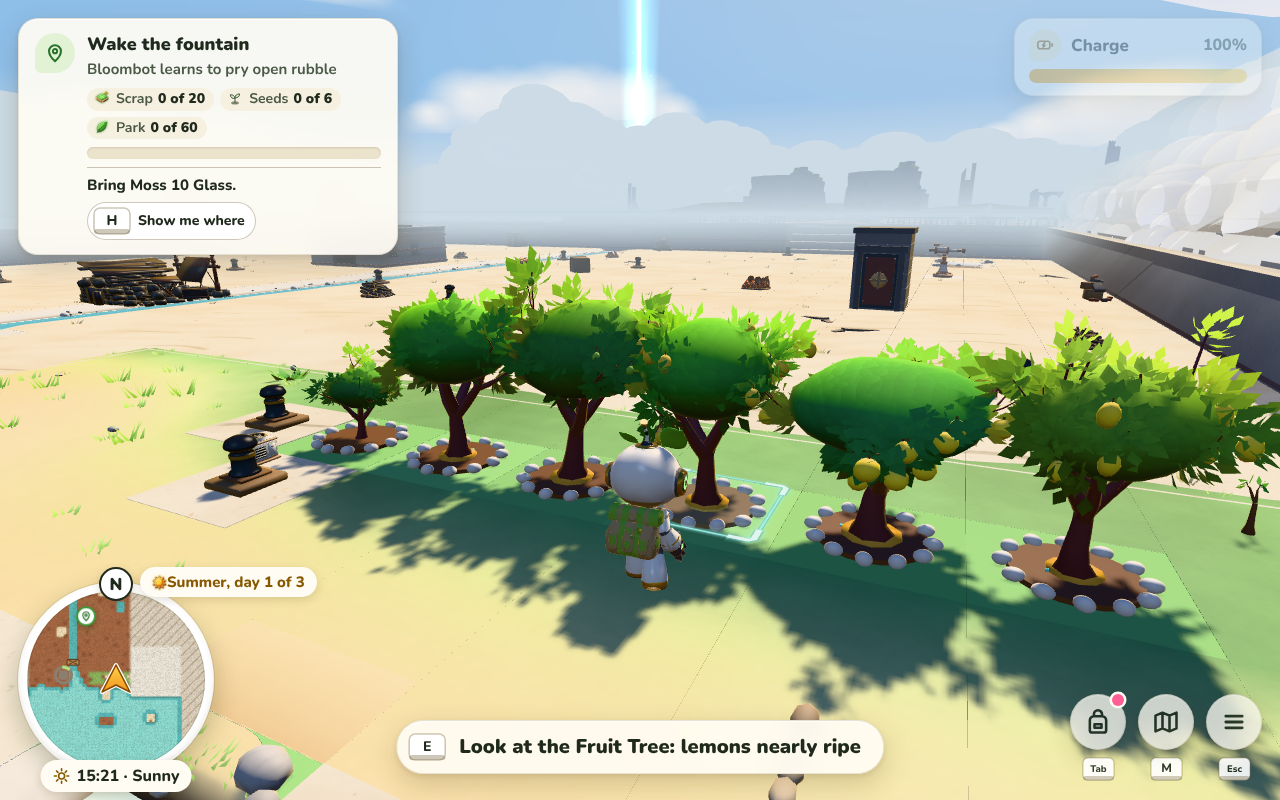 Wake the fountain
Bloombot learns to pry open rubble
Scrap 0 of 20 Seeds 0 of 6
Park 0 of 60
Bring Moss 10 Glass.
H Show me where
Charge 100%
N
Summer, day 1 of 3
15:21 · Sunny
E Look at the Fruit Tree: lemons nearly ripe
Tab M Esc